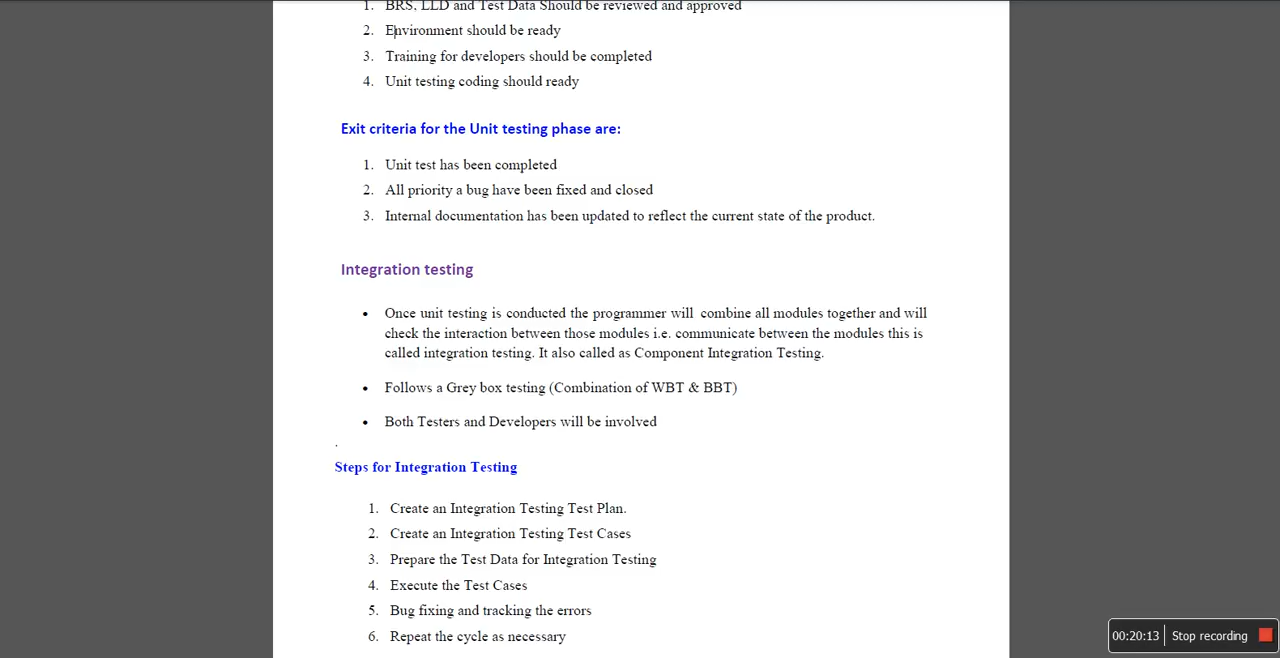 1. BRS, LLD and Test Data Should be reviewed and approved
2. Environment should be ready
3. Training for developers should be completed
4. Unit testing coding should ready
Exit criteria for the Unit testing phase are:
1. Unit test has been completed
2. All priority a bug have been fixed and closed
3. Internal documentation has been updated to reflect the current state of the product.
Integration testing
• Once unit testing is conducted the programmer will combine all modules together and will
check the interaction between those modules i.e. communicate between the modules this is
called integration testing. It also called as Component Integration Testing.
• Follows a Grey box testing (Combination of WBT & BBT)
• Both Testers and Developers will be involved
.
Steps for Integration Testing
1. Create an Integration Testing Test Plan.
2. Create an Integration Testing Test Cases
3. Prepare the Test Data for Integration Testing
4. Execute the Test Cases
5. Bug fixing and tracking the errors
6. Repeat the cycle as necessary
00:20:13 Stop recording